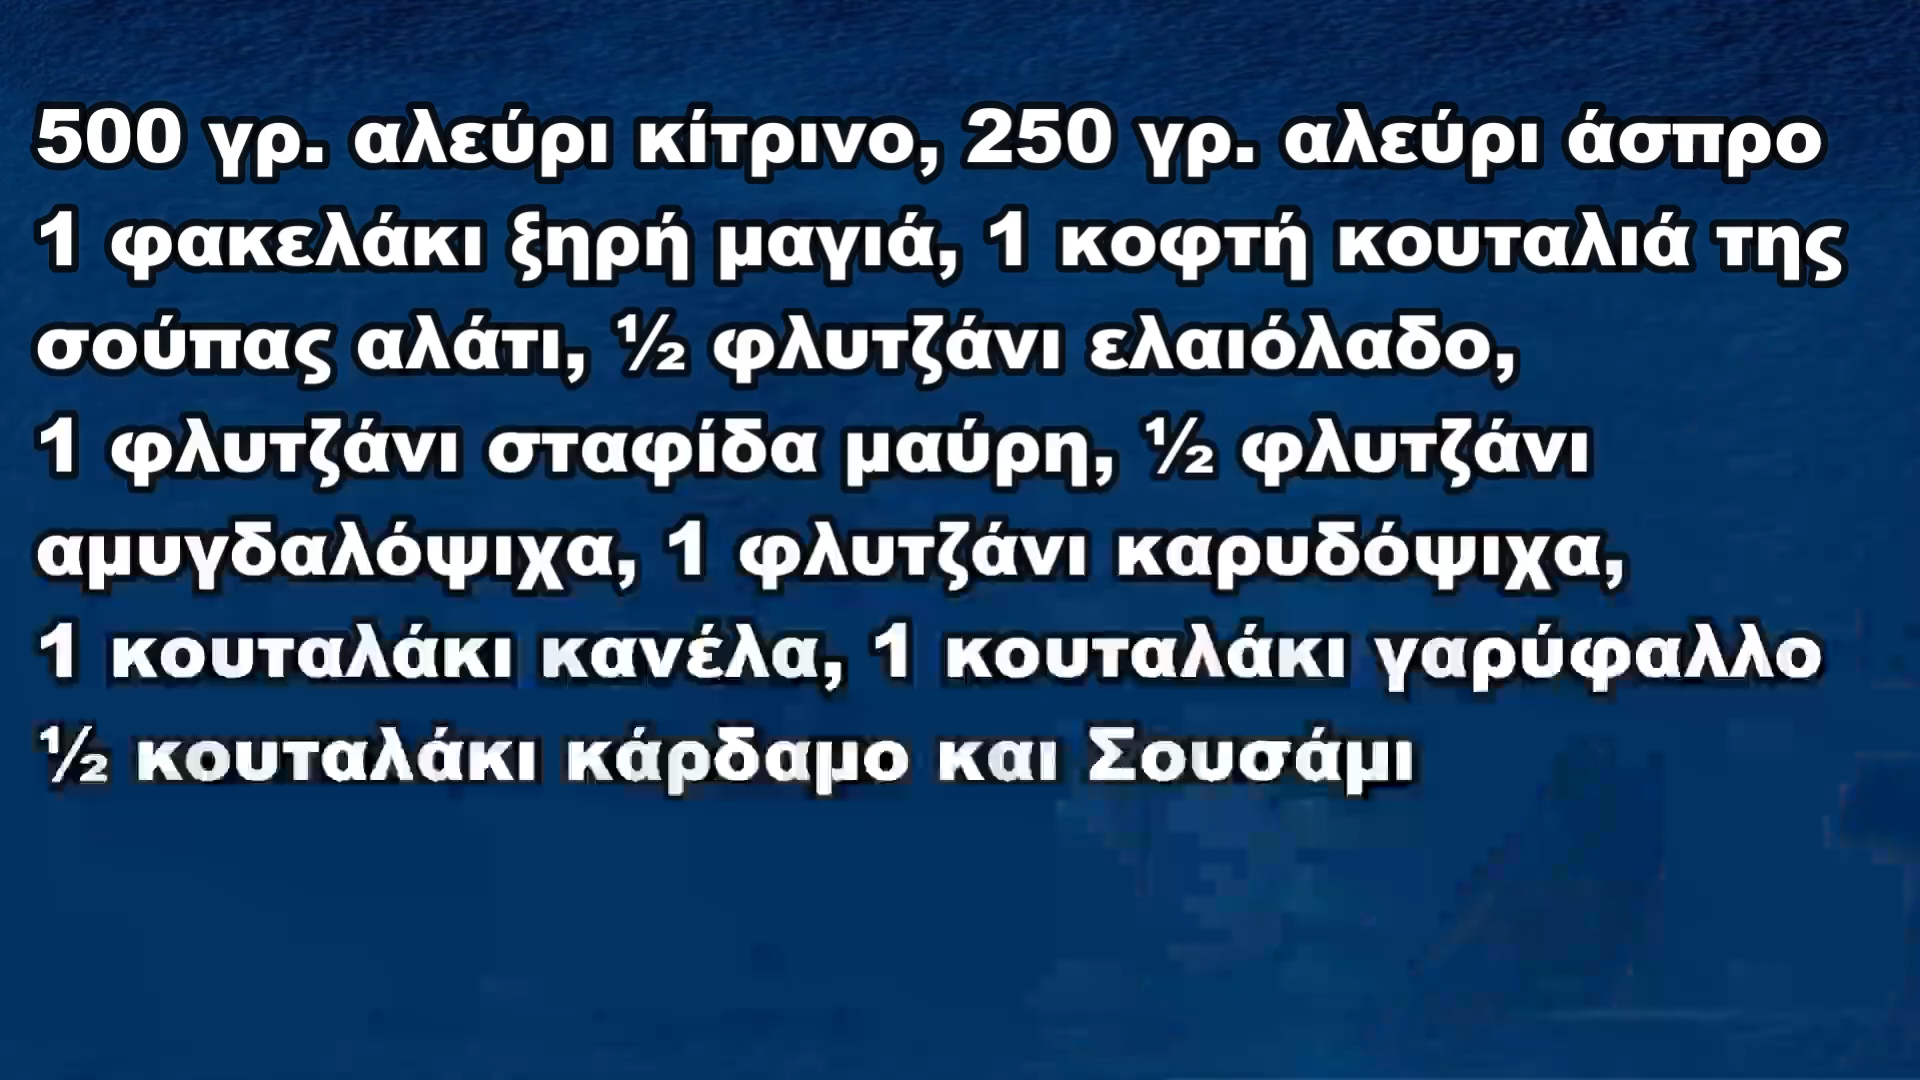 500 γρ. αλεύρι κίτρινο, 250 γρ. αλεύρι άσπρο
1 φακελάκι ξηρή μαγιά, 1 κοφτή κουταλιά της
σούπας αλάτι, ½ φλυτζάνι ελαιόλαδο,
1 φλυτζάνι σταφίδα μαύρη, ½ φλυτζάνι
αμυγδαλόψιχα, 1 φλυτζάνι καρυδόψιχα,
1 κουταλάκι κανέλα, 1 κουταλάκι γαρύφαλλο
½ κουταλάκι κάρδαμο και Σουσάμι